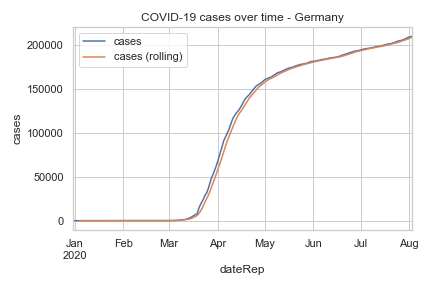 COVID-19 cases over time - Germany
cases
cases (rolling)
200000
150000
100000
50000
0
cases
Jan Feb Mar Apr May Jun Jul Aug
2020
dateRep